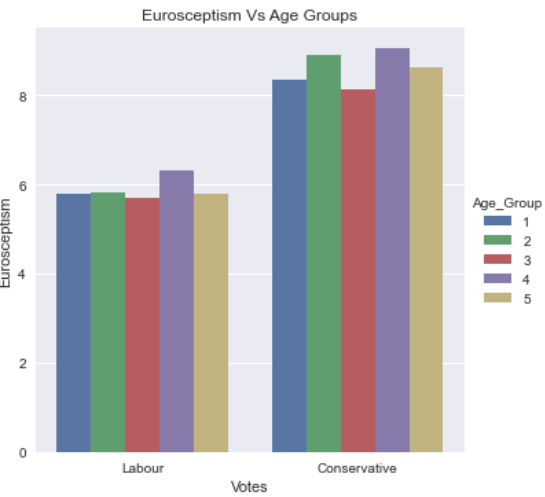 Eurosceptism Vs Age Groups
8
6
4
2
0
Eurosceptism
Labour
Conservative
Votes
Age_Group
1
2
3
4
5